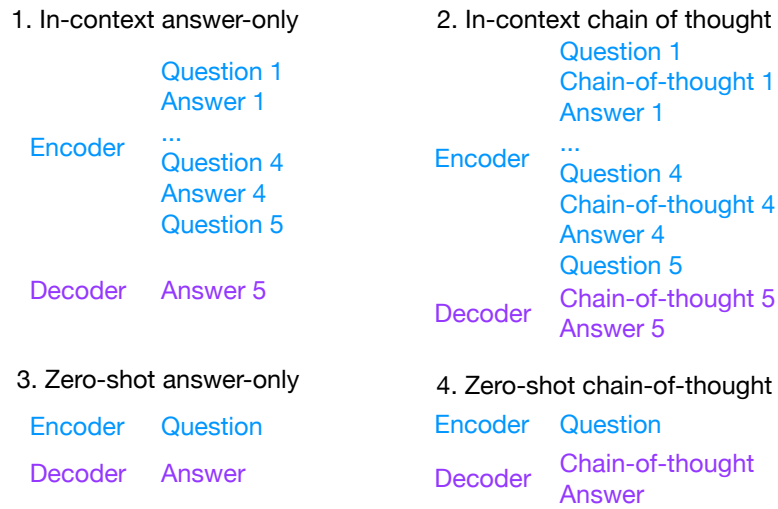 1. In-context answer-only
Encoder
Question 1
Answer 1
...
Question 4
Answer 4
Question 5
Decoder
Answer 5
2. In-context chain of thought
Encoder
Question 1
Chain-of-thought 1
Answer 1
...
Question 4
Chain-of-thought 4
Answer 4
Question 5
Decoder
Chain-of-thought 5
Answer 5
3. Zero-shot answer-only
Encoder Question
Decoder Answer
4. Zero-shot chain-of-thought
Encoder Question
Decoder
Chain-of-thought
Answer